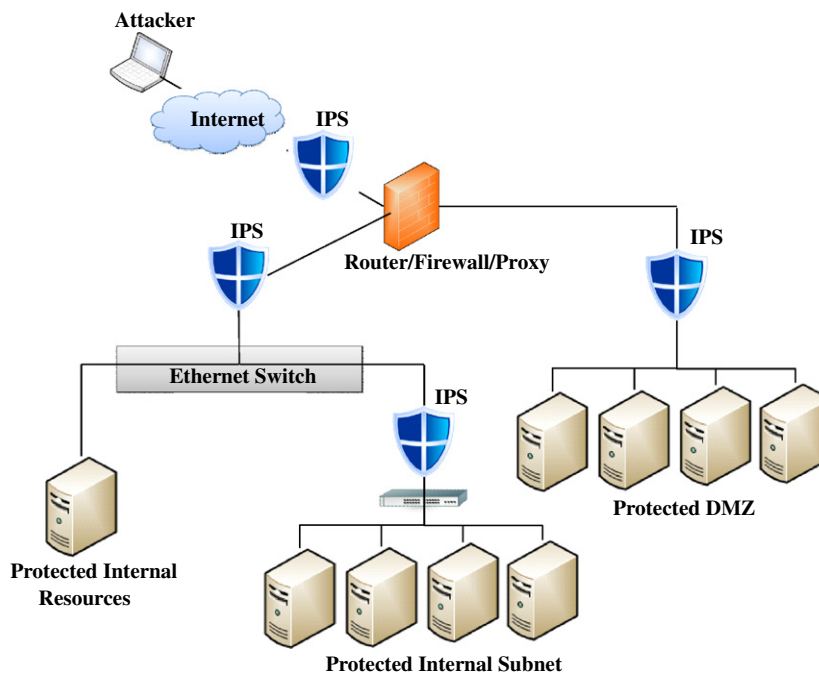 Attacker
Internet
IPS
IPS
Router/Firewall/Proxy
IPS
Ethernet Switch
IPS
Protected DMZ
Protected Internal
Resources
Protected Internal Subnet